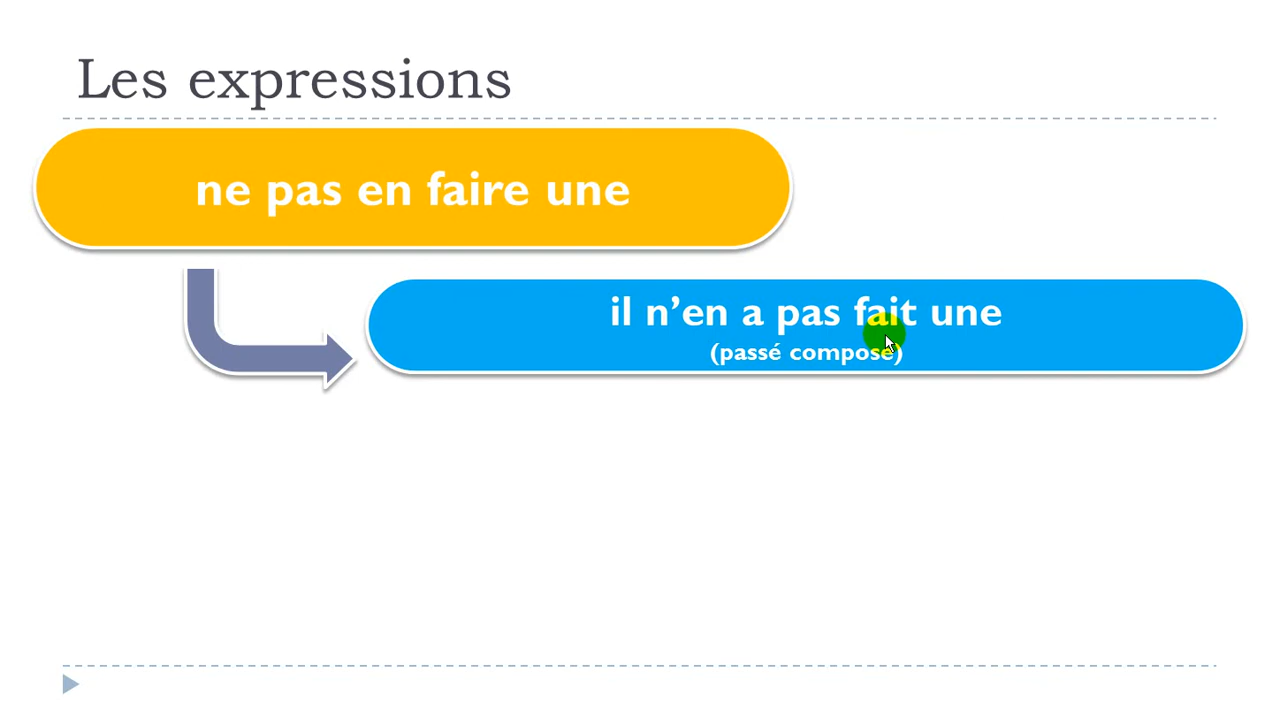 Les expressions
ne pas en faire une
il n’en a pas fait une
(passé composé)